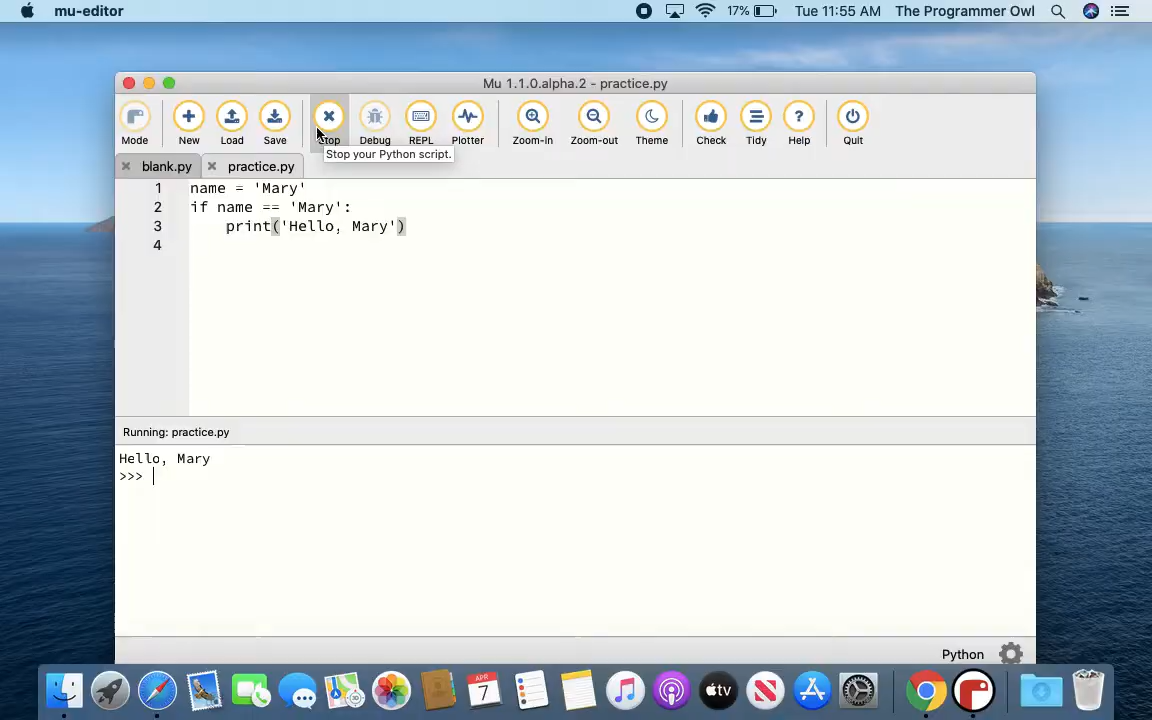 mu-editor 17% Tue 11:55 AM The Programmer Owl
Mu 1.1.0.alpha.2 - practice.py
Mode New Load Save Stop Debug REPL Plotter Zoom-in Zoom-out Theme Check Tidy Help Quit
Stop your Python script.
blank.py practice.py
1 name = 'Mary'
2 if name == 'Mary':
3 print('Hello, Mary')
4
Running: practice.py
Hello, Mary
>>>
Python
APR
7
tv